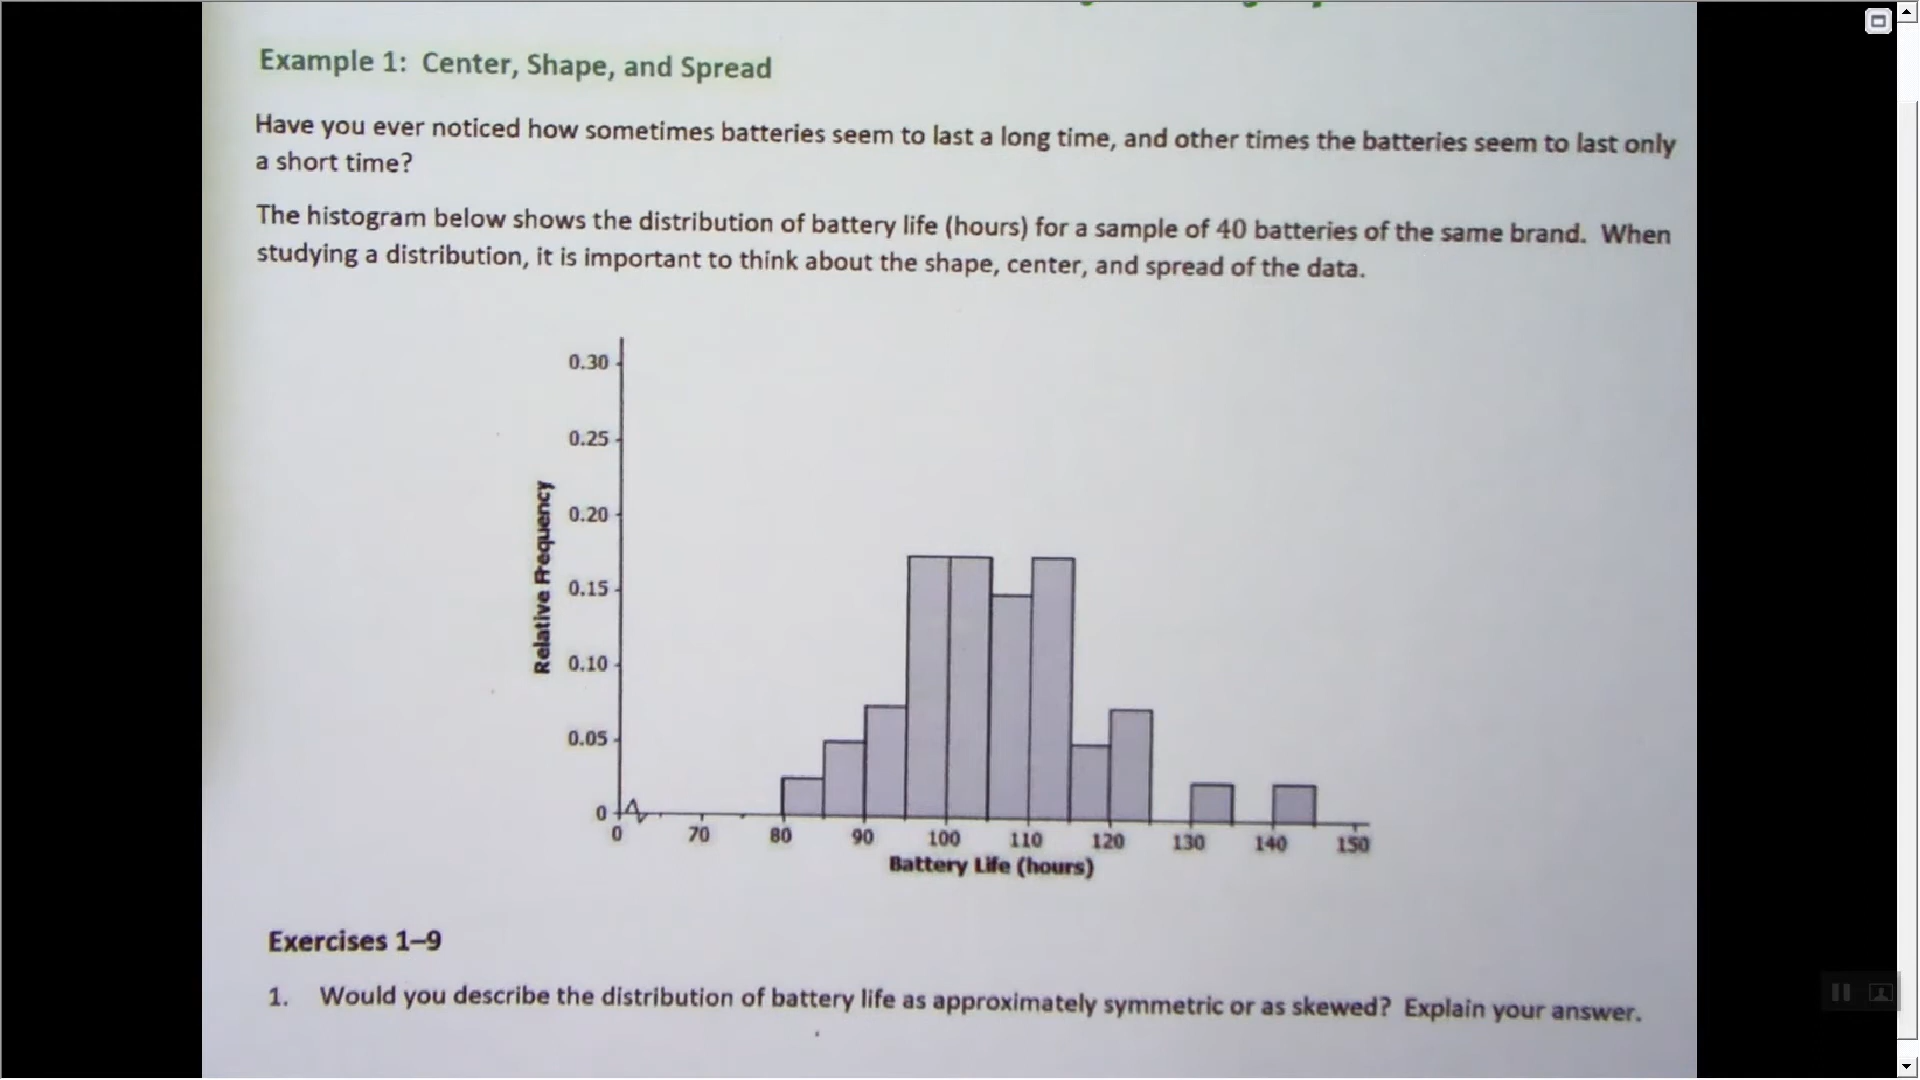 Example 1: Center, Shape, and Spread
Have you ever noticed how sometimes batteries seem to last a long time, and other times the batteries seem to last only
a short time?
The histogram below shows the distribution of battery life (hours) for a sample of 40 batteries of the same brand. When
studying a distribution, it is important to think about the shape, center, and spread of the data.
0.30
0.25
0.20
0.15
0.10
0.05
0
Relative Frequency
0 70 80 90 100 110 120 130 140 150
Battery Life (hours)
Exercises 1–9
1. Would you describe the distribution of battery life as approximately symmetric or as skewed? Explain your answer.